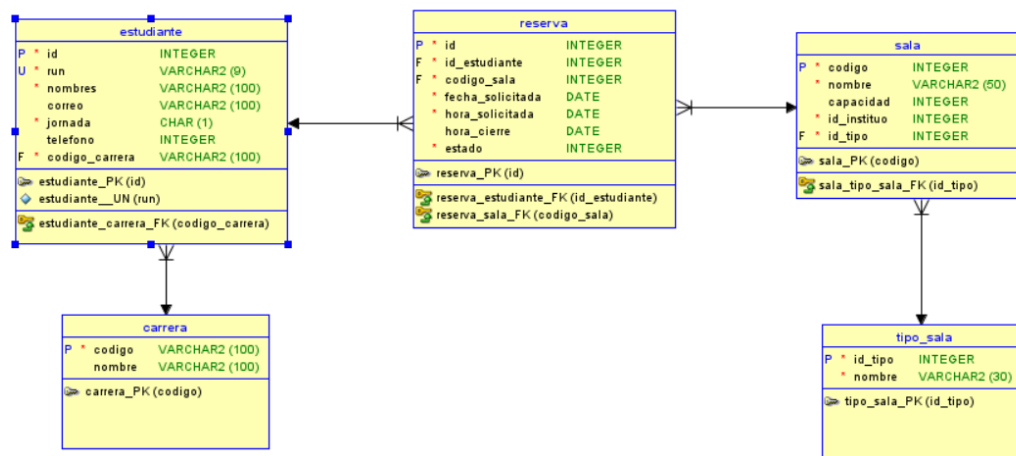 estudiante
P * id INTEGER
U * run VARCHAR2 (9)
* nombres VARCHAR2 (100)
correo VARCHAR2 (100)
* jornada CHAR (1)
telefono INTEGER
F * codigo_carrera VARCHAR2 (100)
estudiante_PK (id)
estudiante__UN (run)
estudiante_carrera_FK (codigo_carrera)
reserva
P * id INTEGER
F * id_estudiante INTEGER
F * codigo_sala INTEGER
* fecha_solicitada DATE
* hora_solicitada DATE
hora_cierre DATE
* estado INTEGER
reserva_PK (id)
reserva_estudiante_FK (id_estudiante)
reserva_sala_FK (codigo_sala)
sala
P * codigo INTEGER
* nombre VARCHAR2 (50)
capacidad INTEGER
* id_instituo INTEGER
F * id_tipo INTEGER
sala_PK (codigo)
sala_tipo_sala_FK (id_tipo)
carrera
P * codigo VARCHAR2 (100)
nombre VARCHAR2 (100)
carrera_PK (codigo)
tipo_sala
P * id_tipo INTEGER
* nombre VARCHAR2 (30)
tipo_sala_PK (id_tipo)